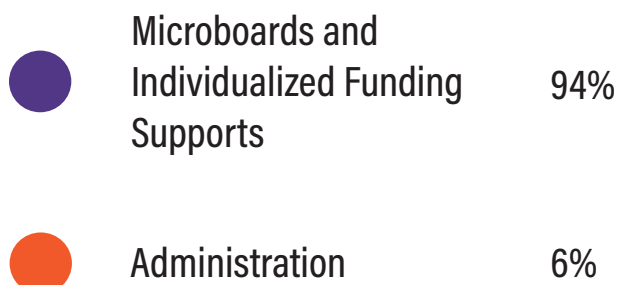 Microboards and
Individualized Funding
Supports
94%
Administration
6%